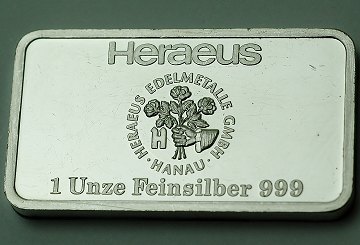 Heraeus
HERAEUS EDELMETALLE GMBH
· HANAU ·
H
1 Unze Feinsilber 999